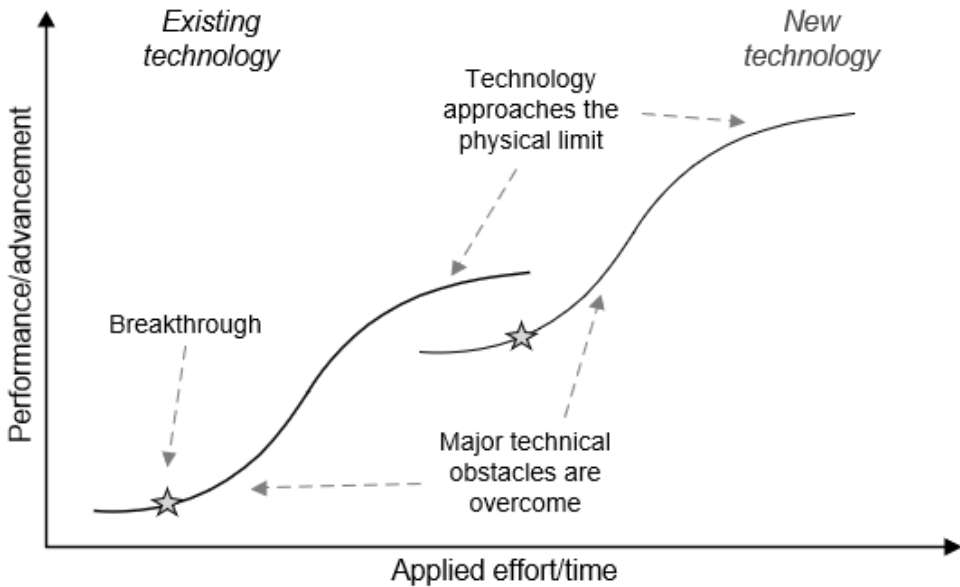 Existing
technology
New
technology
Technology
approaches the
physical limit
Breakthrough
Major technical
obstacles are
overcome
Performance/advancement
Applied effort/time